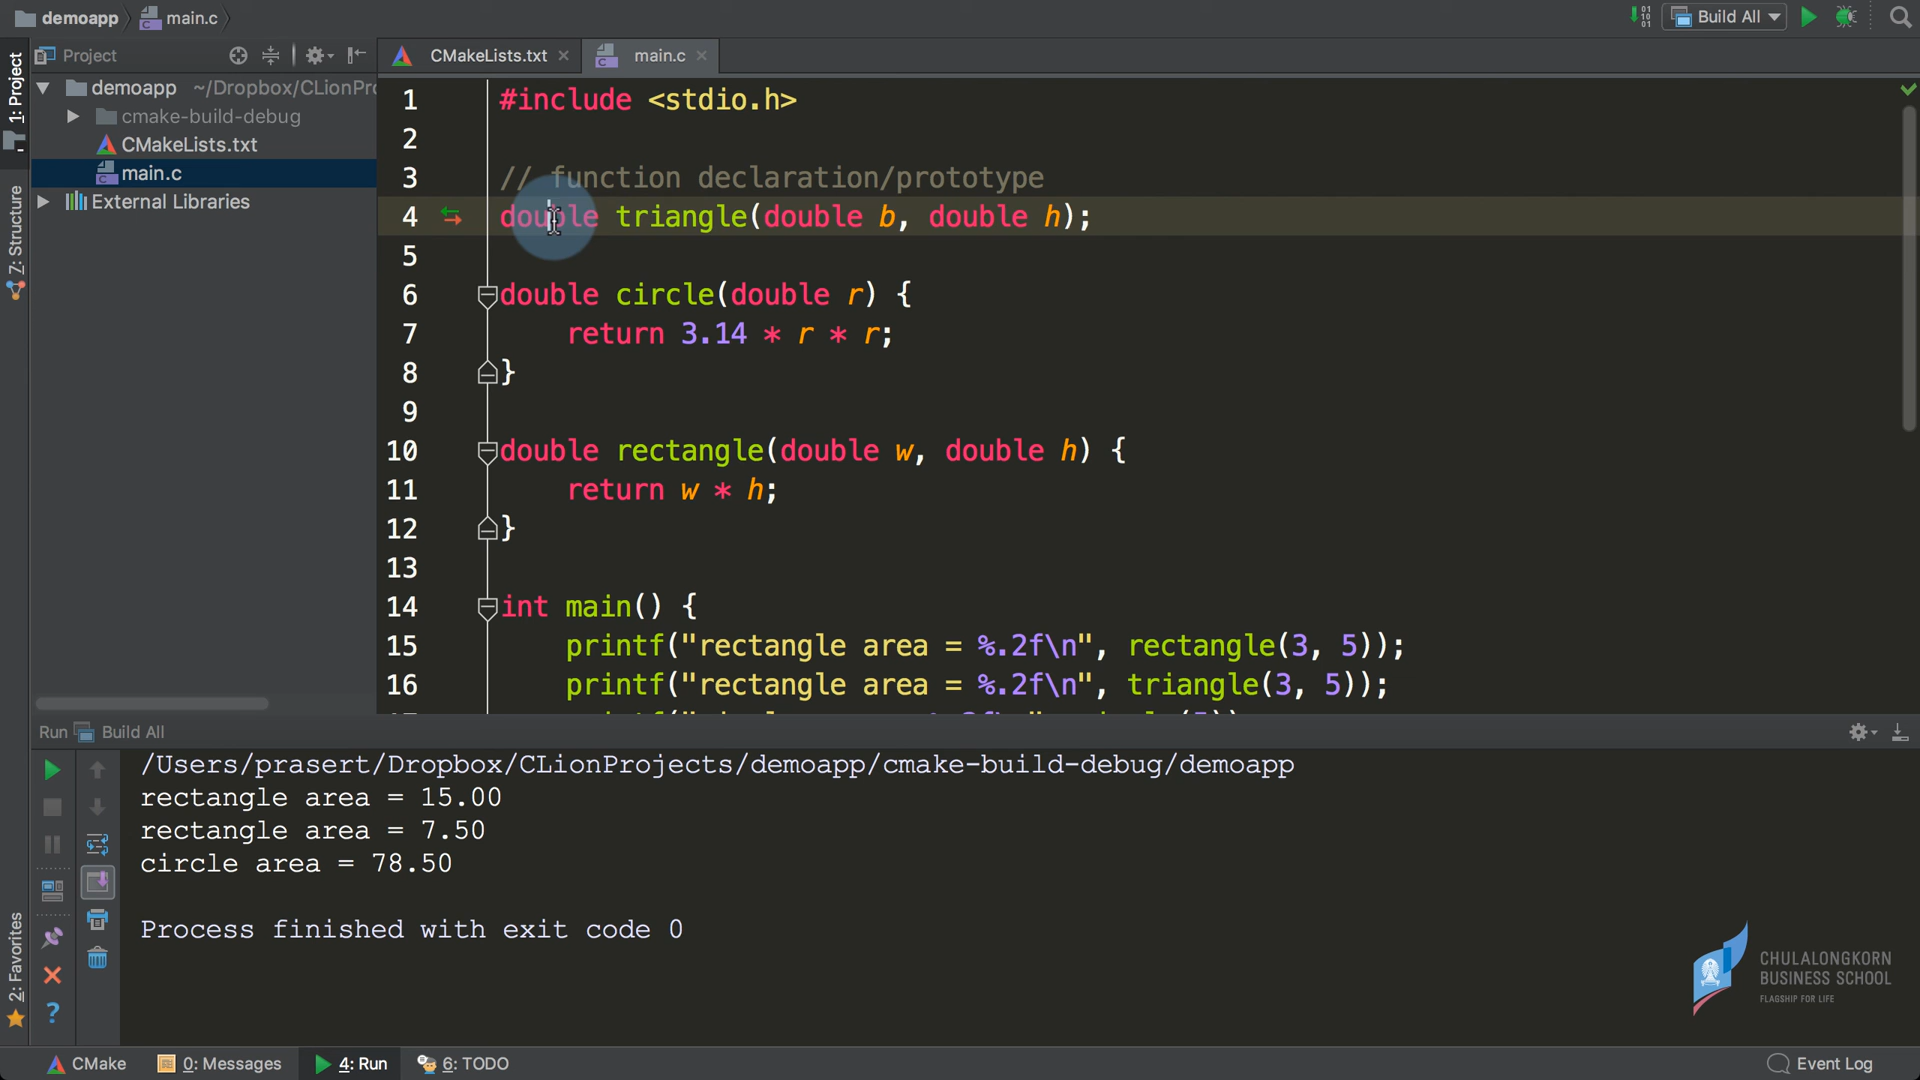 demoapp main.c
Build All
1: Project
Project
CMakeLists.txt main.c
demoapp ~/Dropbox/CLionPr
cmake-build-debug
CMakeLists.txt
main.c
External Libraries
Z: Structure
1 #include <stdio.h>
2
3 // function declaration/prototype
4 double triangle(double b, double h);
5
6 double circle(double r) {
7 return 3.14 * r * r;
8 }
9
10 double rectangle(double w, double h) {
11 return w * h;
12 }
13
14 int main() {
15 printf("rectangle area = %.2f\n", rectangle(3, 5));
16 printf("rectangle area = %.2f\n", triangle(3, 5));
Run Build All
/Users/prasert/Dropbox/CLionProjects/demoapp/cmake-build-debug/demoapp
rectangle area = 15.00
rectangle area = 7.50
circle area = 78.50
Process finished with exit code 0
2: Favorites
CHULALONGKORN
BUSINESS SCHOOL
FLAGSHIP FOR LIFE
CMake 0: Messages 4: Run 6: TODO Event Log